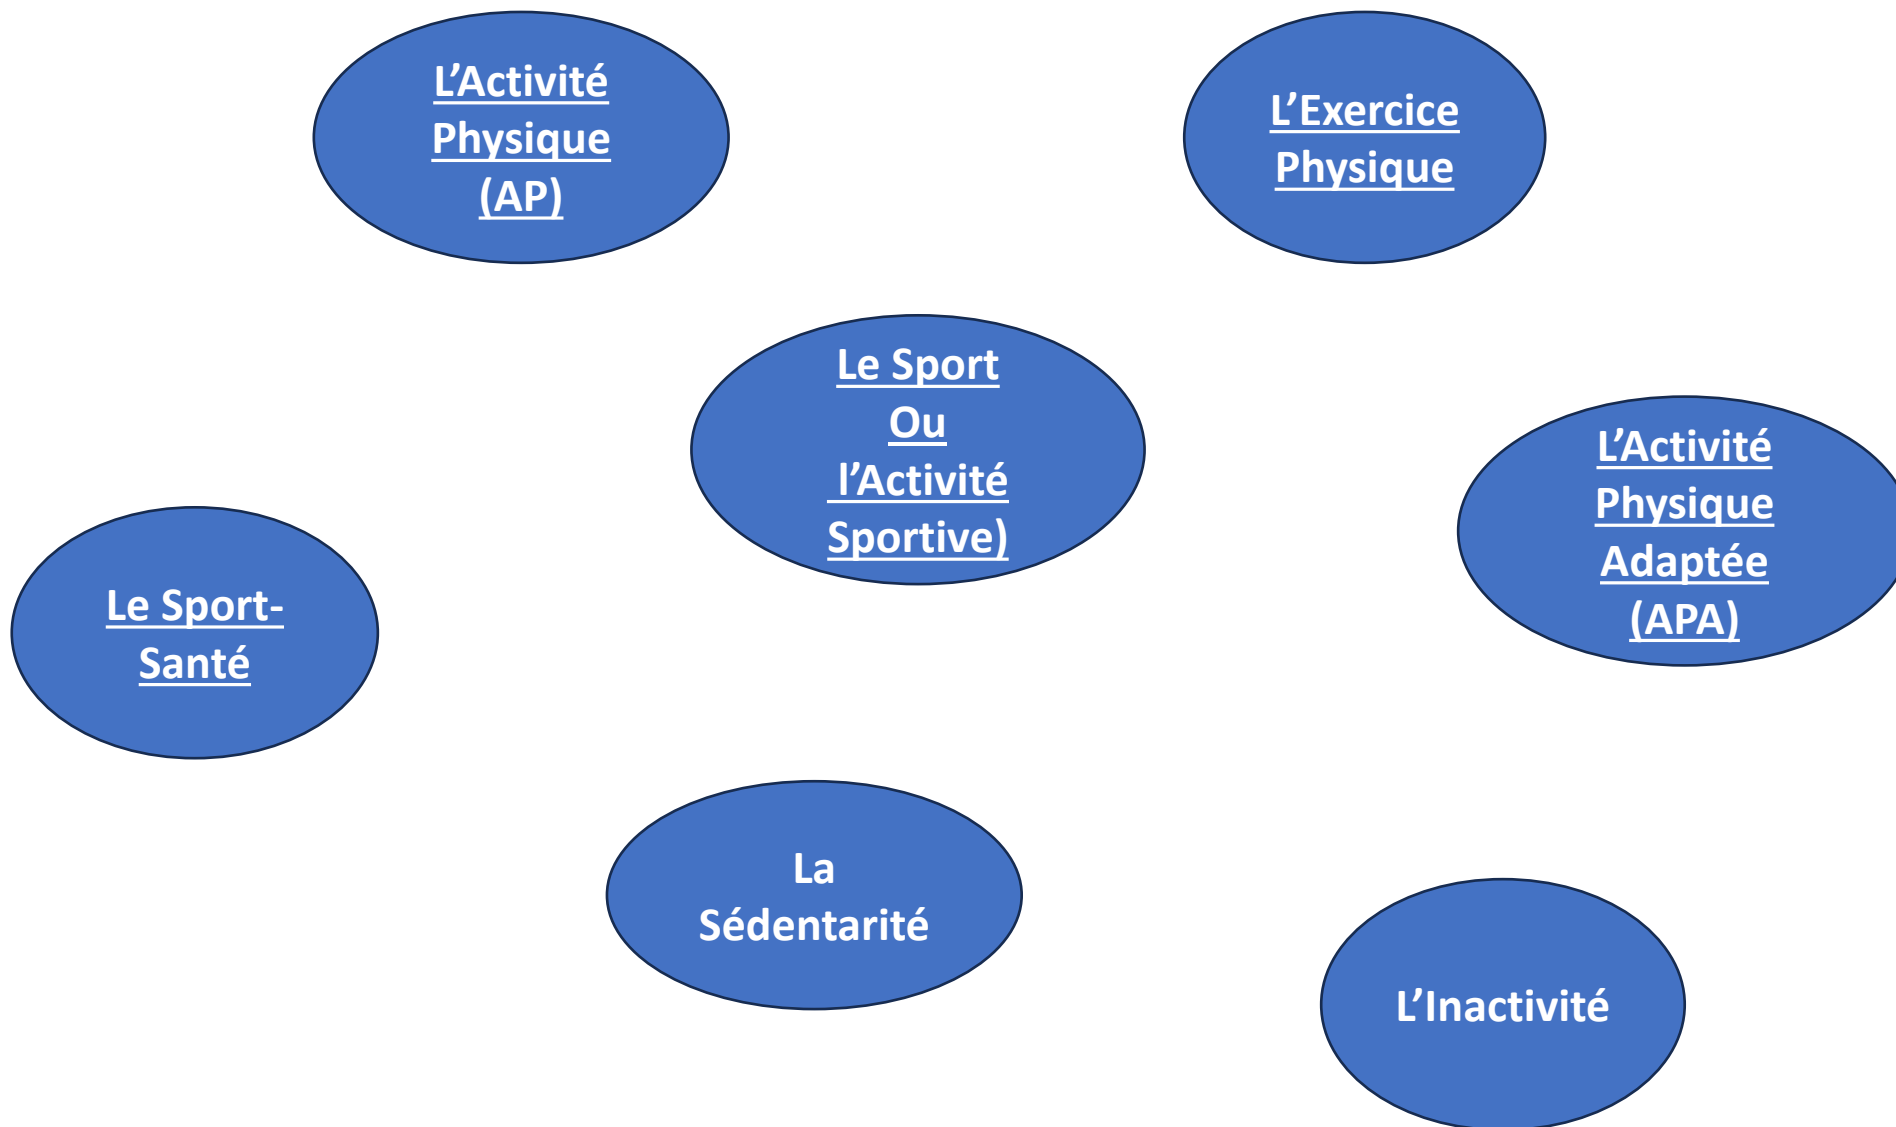 L’Activité
Physique
(AP)
L’Exercice
Physique
Le Sport
Ou
l’Activité
Sportive)
L’Activité
Physique
Adaptée
(APA)
Le Sport-
Santé
La
Sédentarité
L’Inactivité